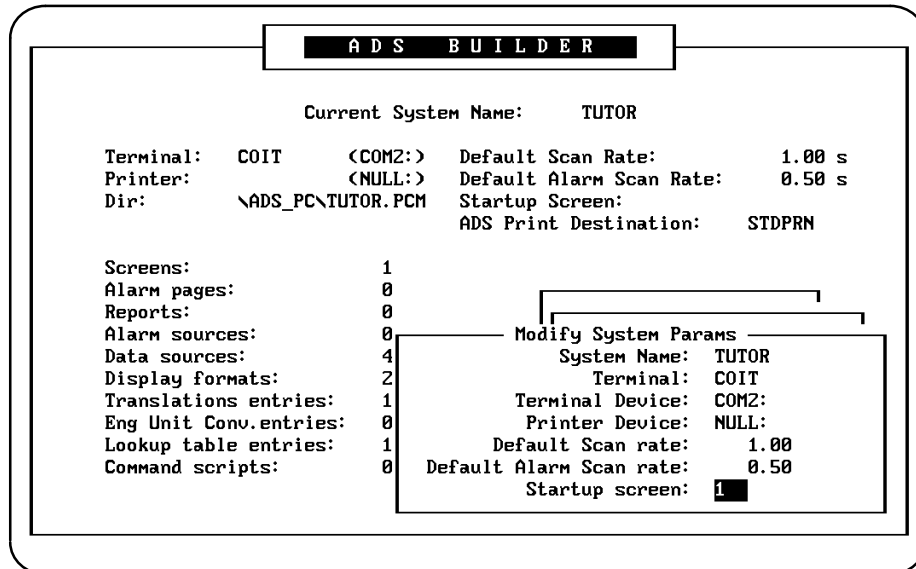 ADS BUILDER
Current System Name: TUTOR
Terminal: COIT (COM2:) Default Scan Rate: 1.00 s
Printer: (NULL:) Default Alarm Scan Rate: 0.50 s
Dir: \ADS_PC\TUTOR.PCM Startup Screen:
ADS Print Destination: STDPRN
Screens: 1
Alarm pages: 0
Reports: 0
Alarm sources: 0
Data sources: 4
Display formats: 2
Translations entries: 1
Eng Unit Conv.entries: 0
Lookup table entries: 1
Command scripts: 0
Modify System Params
System Name: TUTOR
Terminal: COIT
Terminal Device: COM2:
Printer Device: NULL:
Default Scan rate: 1.00
Default Alarm Scan rate: 0.50
Startup screen: 1